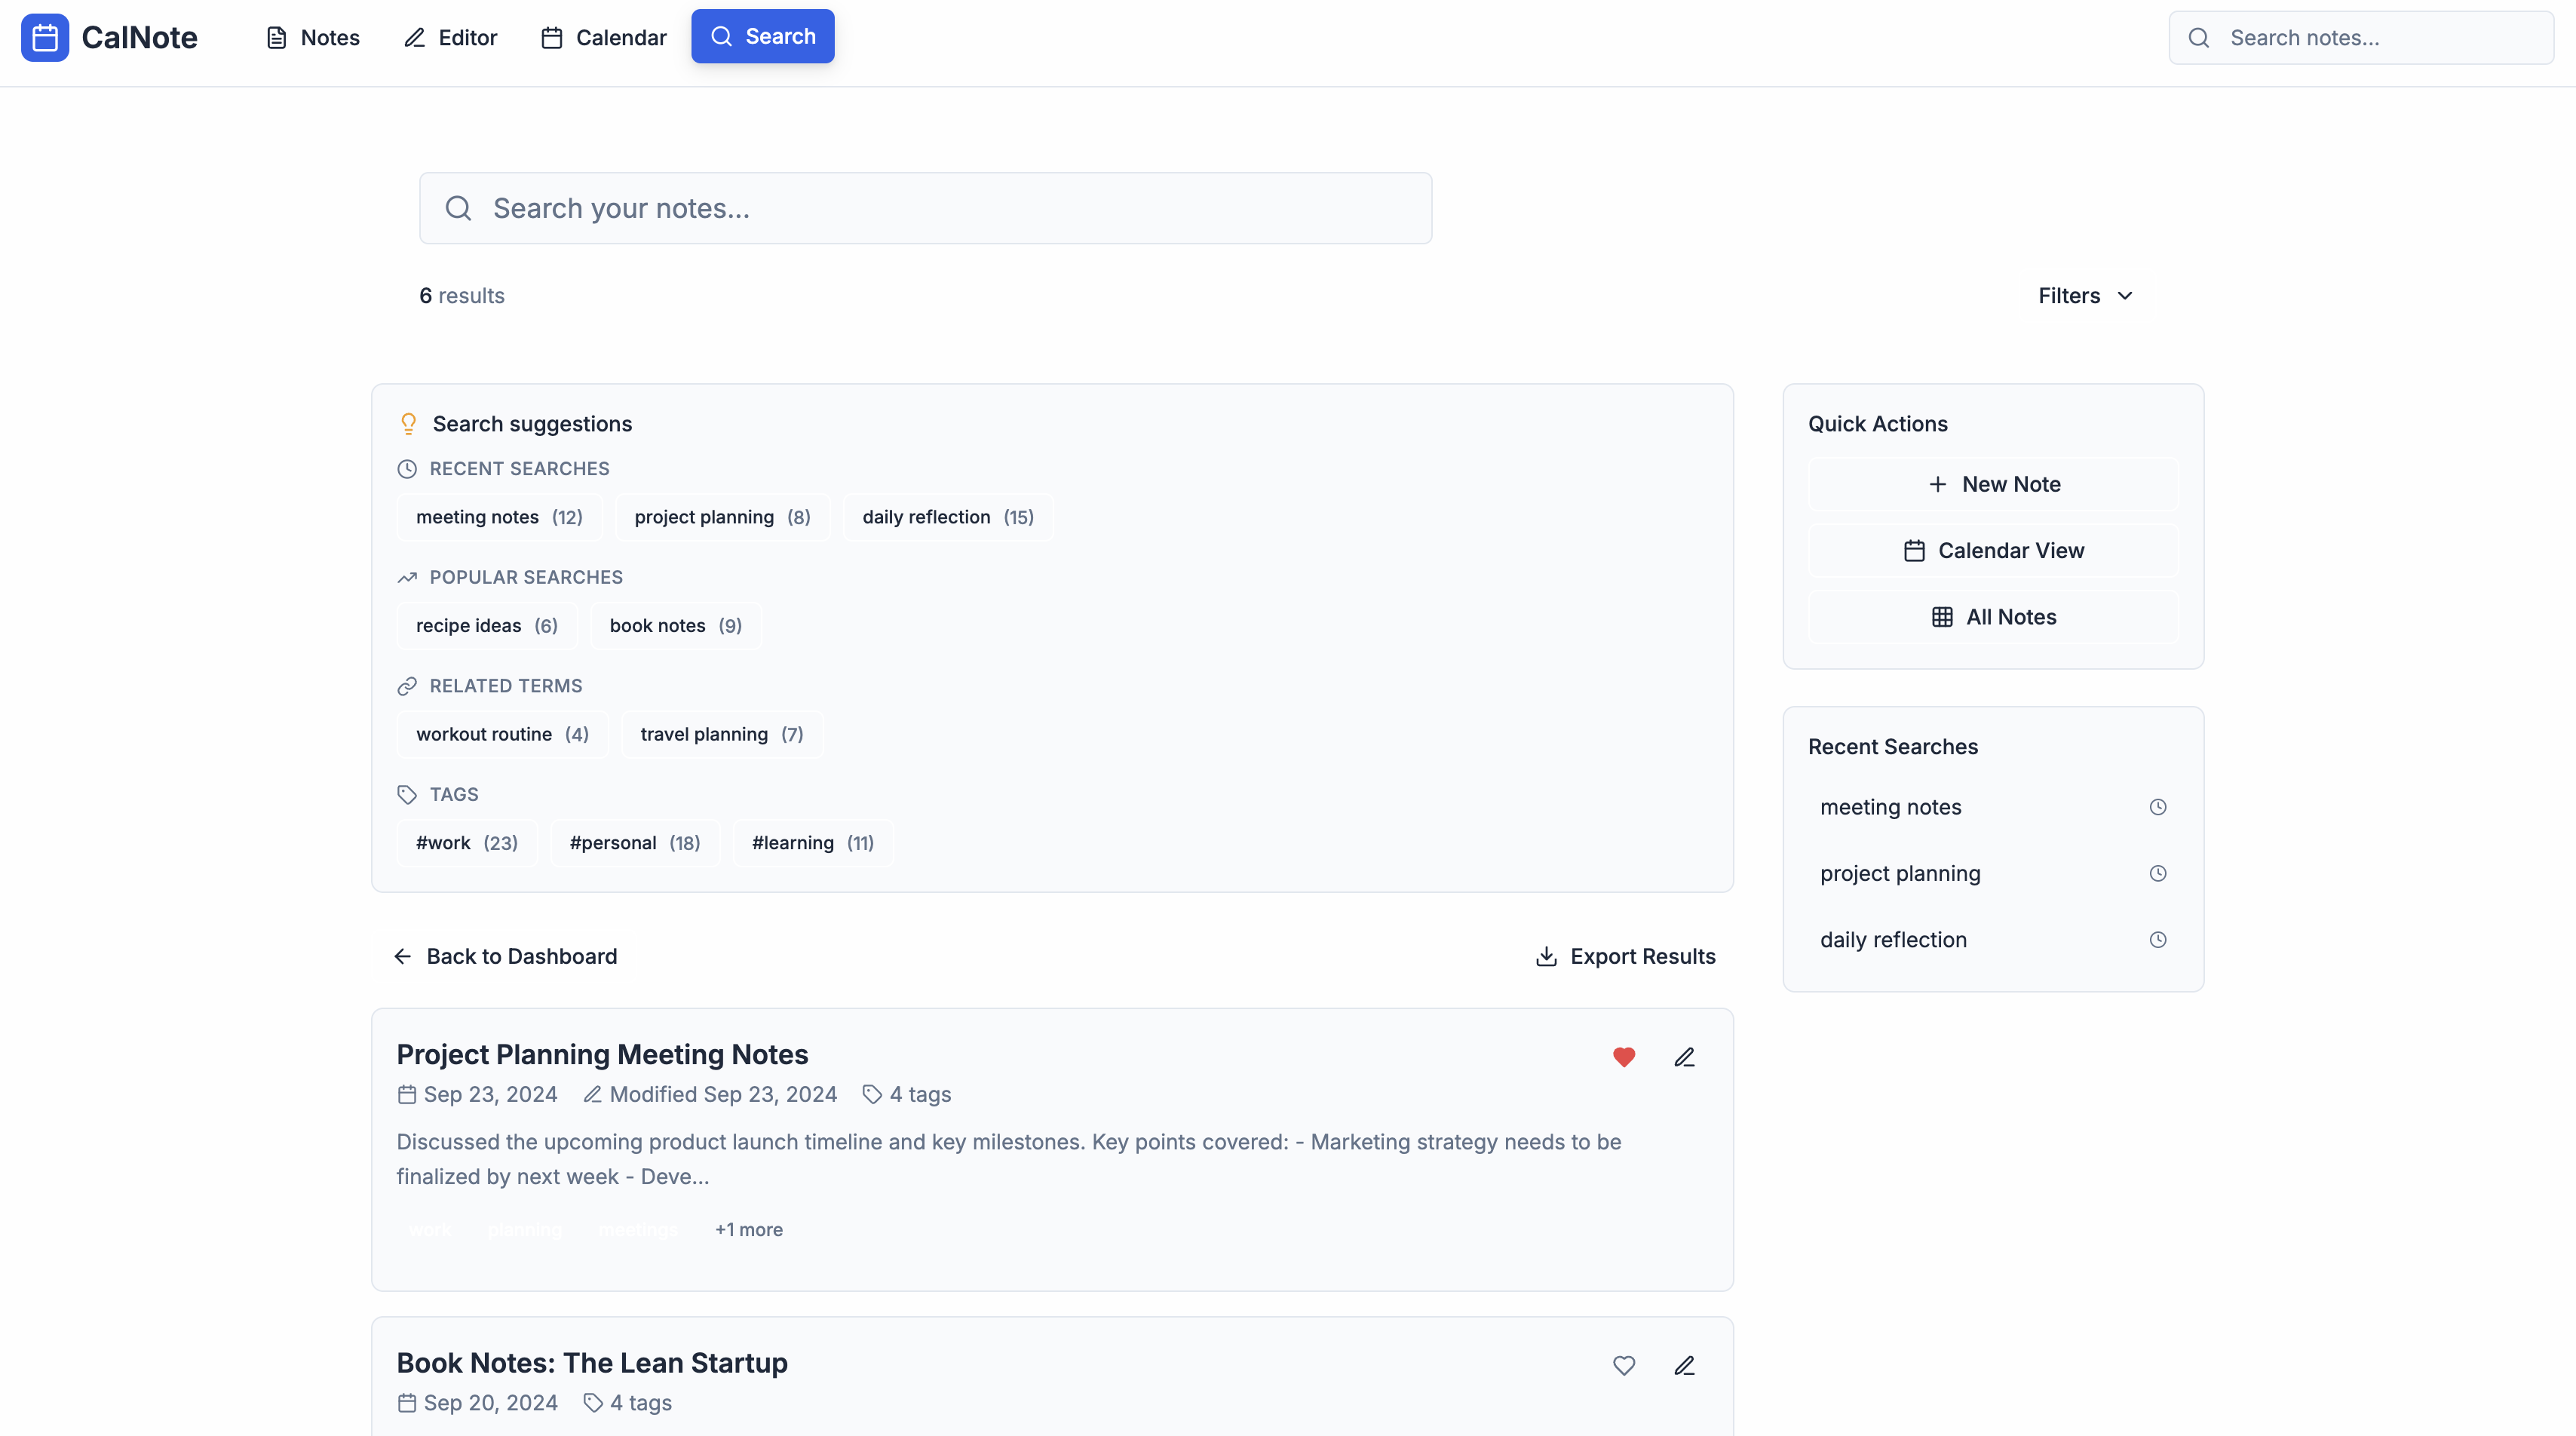 CalNote
Notes
Editor
Calendar
Search
Search notes...
Search your notes...
6 results
Filters
Search suggestions
RECENT SEARCHES
meeting notes (12)
project planning (8)
daily reflection (15)
POPULAR SEARCHES
recipe ideas (6)
book notes (9)
RELATED TERMS
workout routine (4)
travel planning (7)
TAGS
#work (23)
#personal (18)
#learning (11)
Quick Actions
New Note
Calendar View
All Notes
Recent Searches
meeting notes
project planning
daily reflection
Back to Dashboard
Export Results
Project Planning Meeting Notes
Sep 23, 2024
Modified Sep 23, 2024
4 tags
Discussed the upcoming product launch timeline and key milestones. Key points covered: - Marketing strategy needs to be
finalized by next week - Deve...
work
planning
meetings
+1 more
Book Notes: The Lean Startup
Sep 20, 2024
4 tags